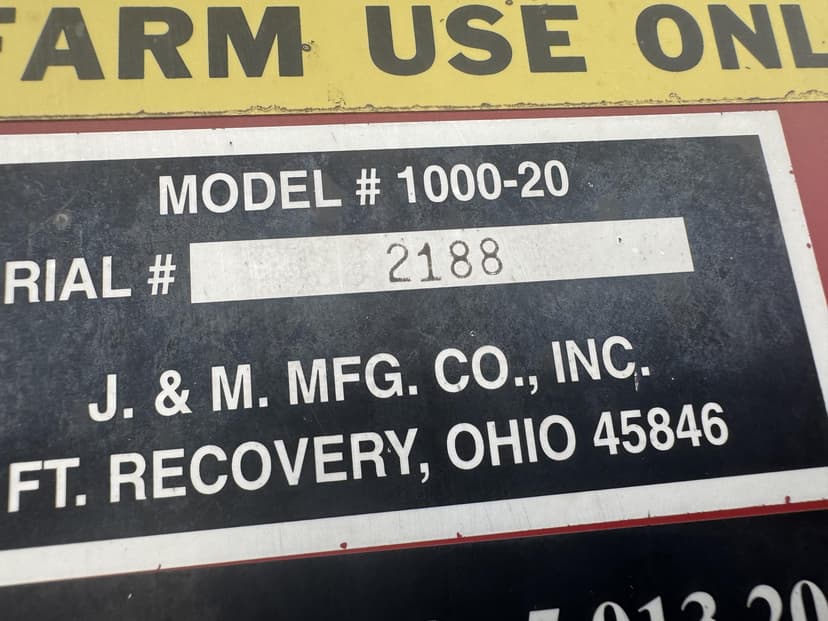 FARM USE ONL
MODEL # 1000-20
RIAL # 2188
J. & M. MFG. CO., INC.
FT. RECOVERY, OHIO 45846